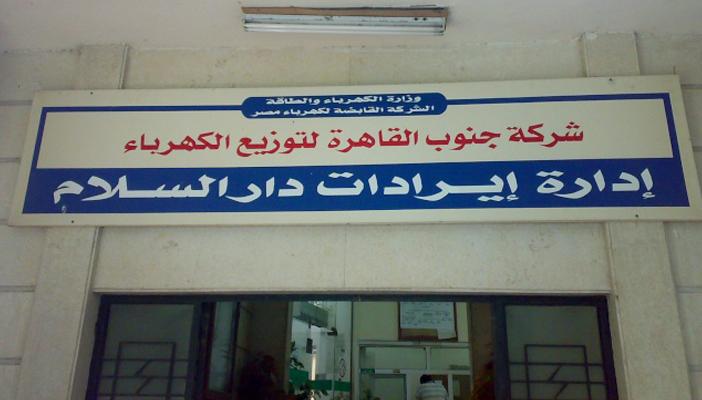 وزارة الكهرباء والطاقة
الشركة القابضة لكهرباء مصر
شركة جنوب القاهرة لتوزيع الكهرباء
إدارة إيرادات دار السلام